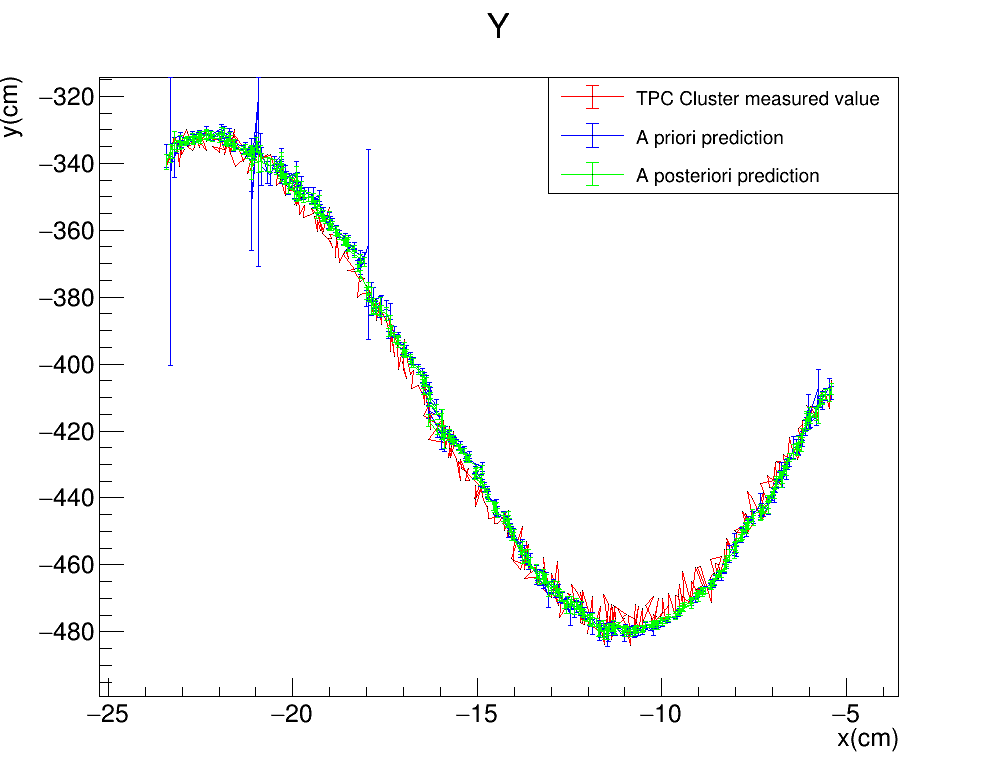 Y
y(cm)
−320
−340
−360
−380
−400
−420
−440
−460
−480
TPC Cluster measured value
A priori prediction
A posteriori prediction
−25
−20
−15
−10
−5
x(cm)